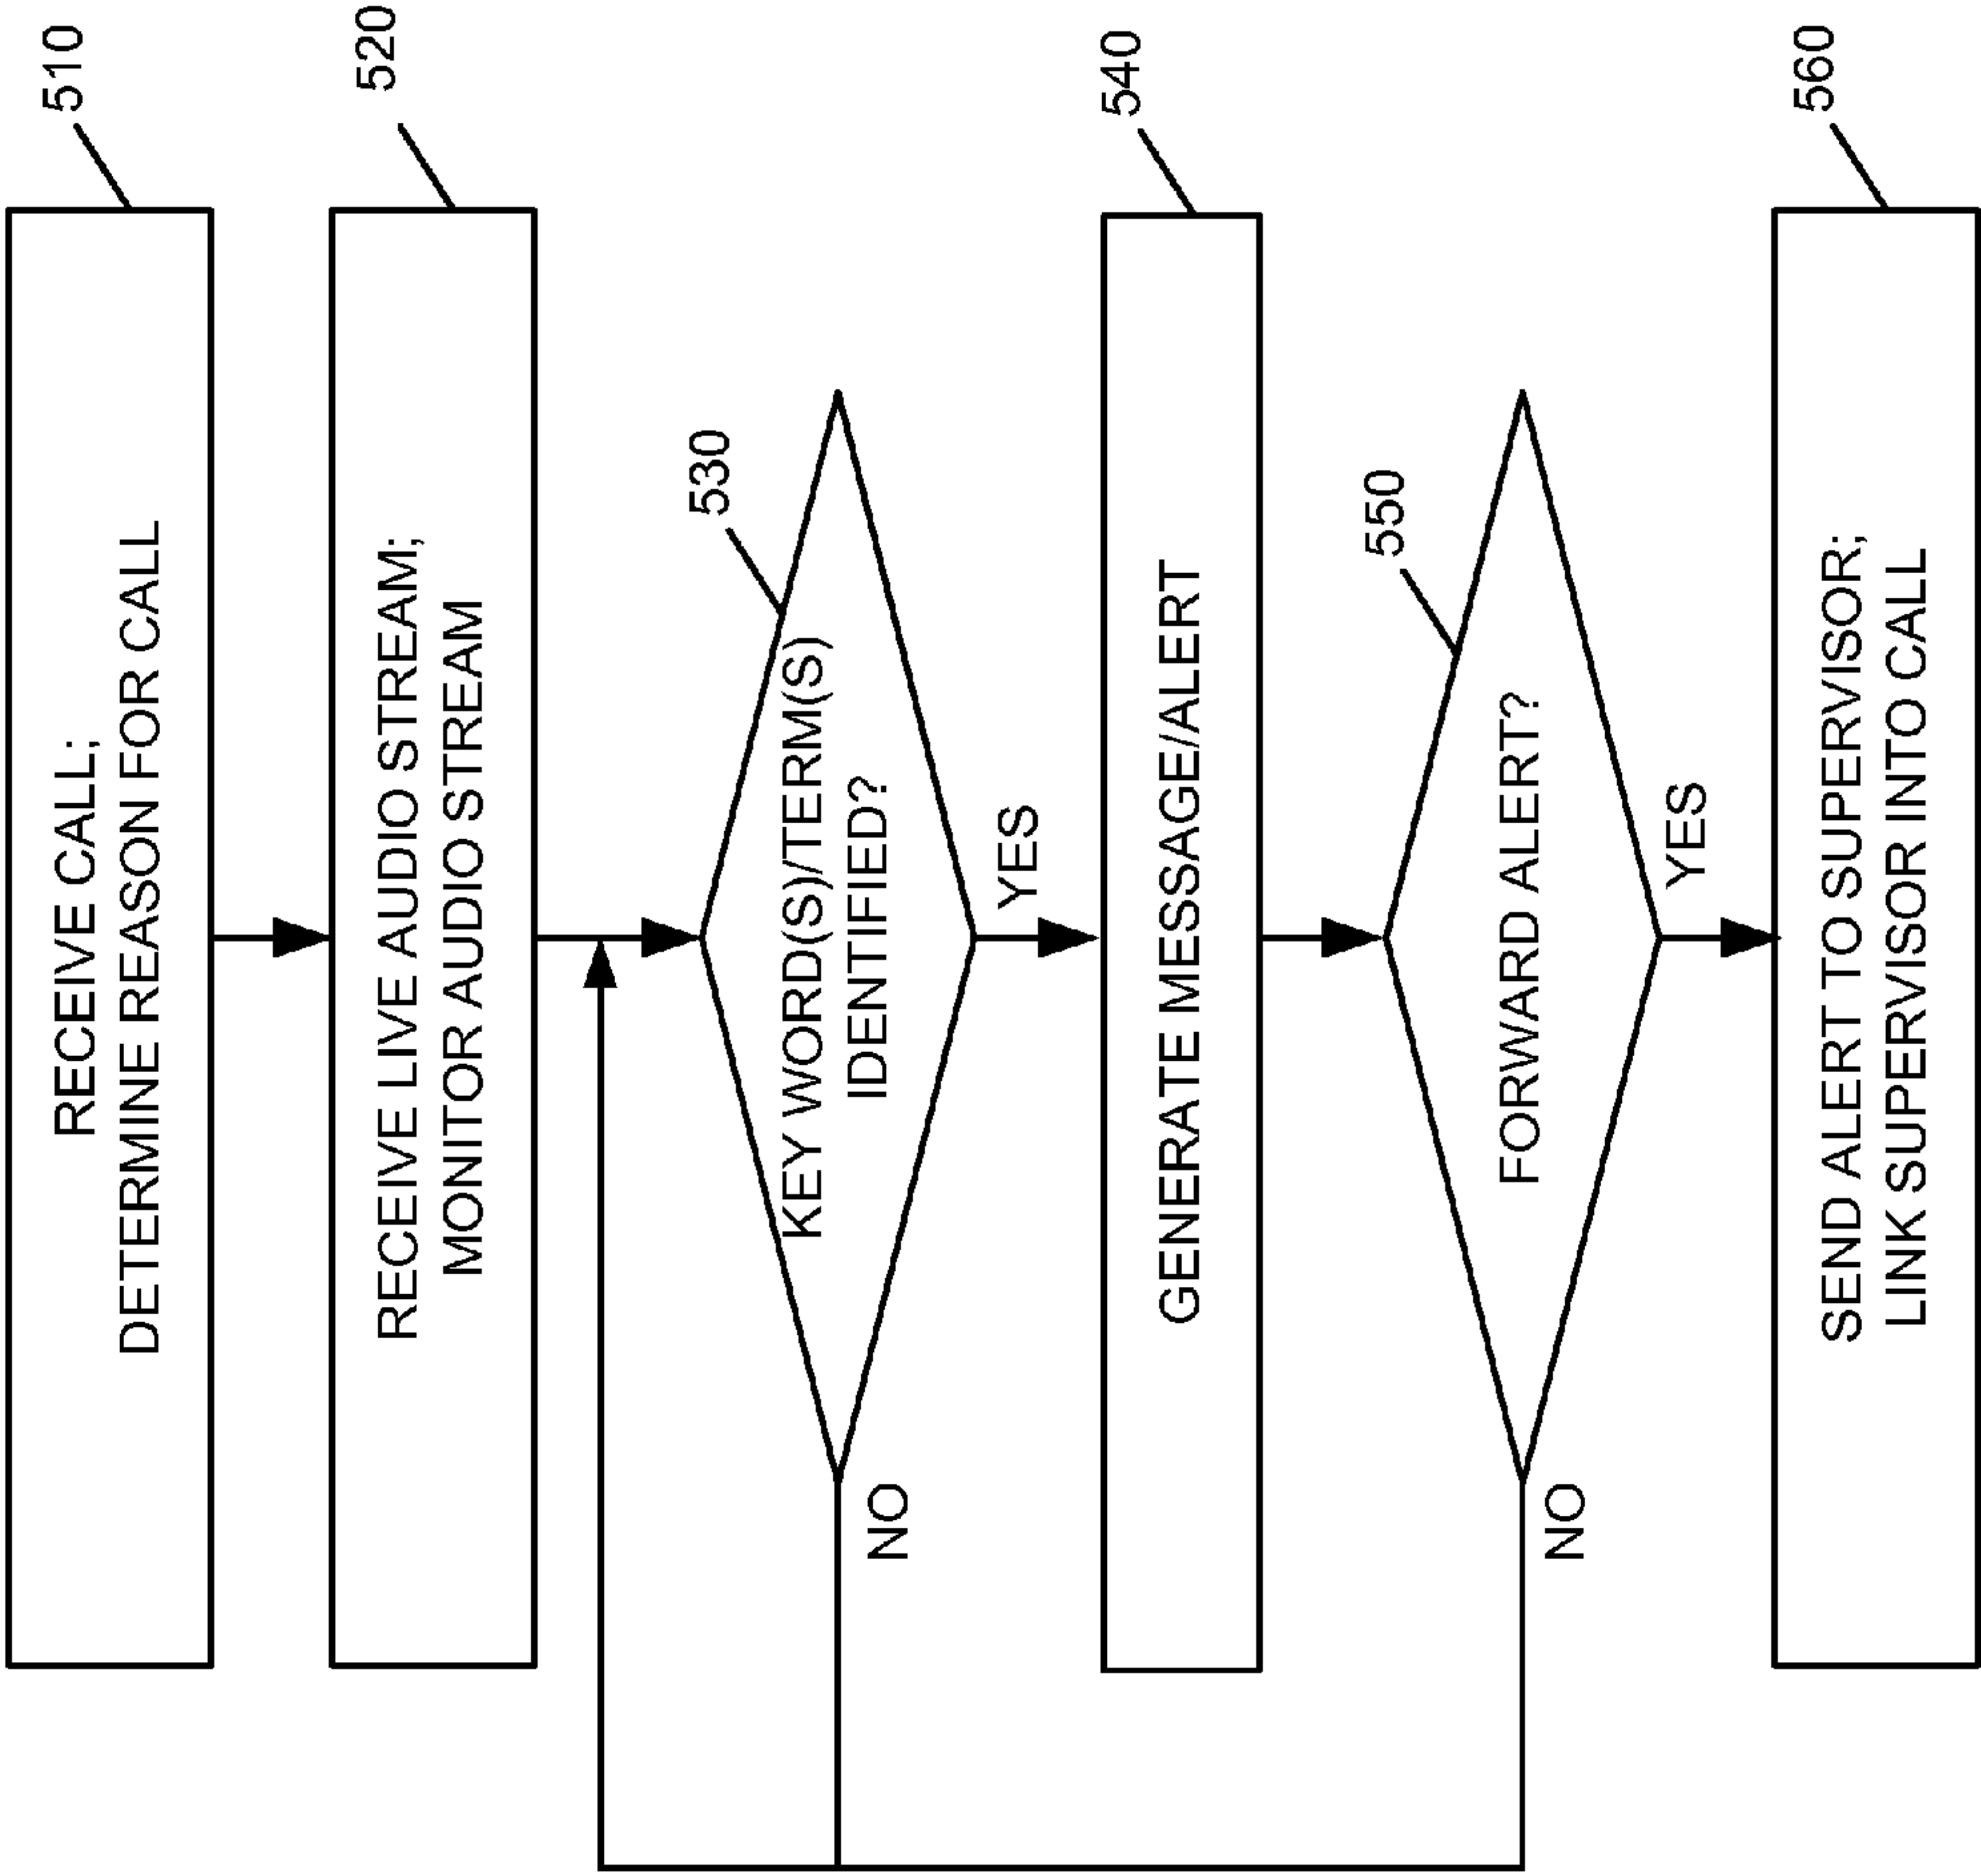 510
RECEIVE CALL;
DETERMINE REASON FOR CALL
520
RECEIVE LIVE AUDIO STREAM;
MONITOR AUDIO STREAM
530
KEY WORD(S)/TERM(S)
IDENTIFIED?
NO
YES
540
GENERATE MESSAGE/ALERT
550
FORWARD ALERT?
NO
YES
560
SEND ALERT TO SUPERVISOR;
LINK SUPERVISOR INTO CALL